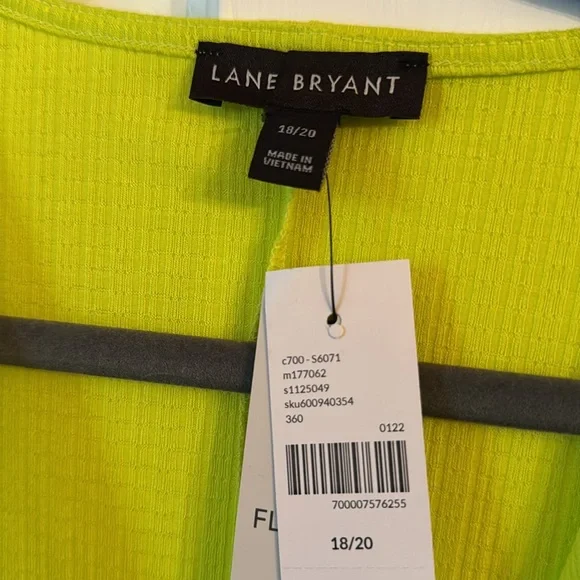 LANE BRYANT
18/20
MADE IN
VIETNAM
c700 - S6071
m177062
s1125049
sku600940354
360
0122
700007576255
FL
18/20